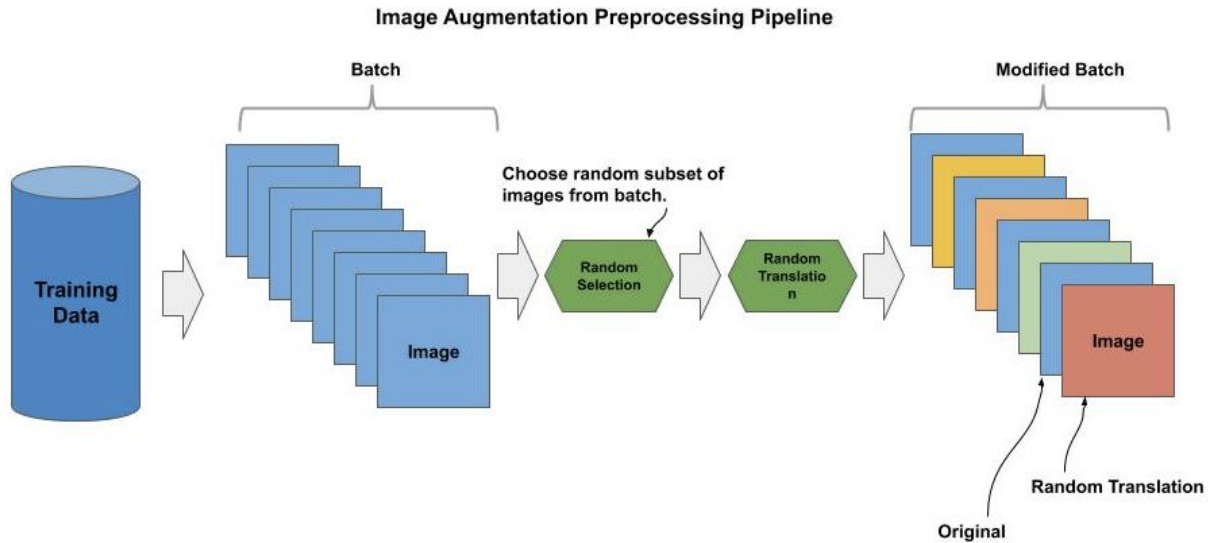 Image Augmentation Preprocessing Pipeline
Batch
Modified Batch
Choose random subset of
images from batch.
Training
Data
Random
Selection
Random
Translatio
n
Image
Image
Random Translation
Original